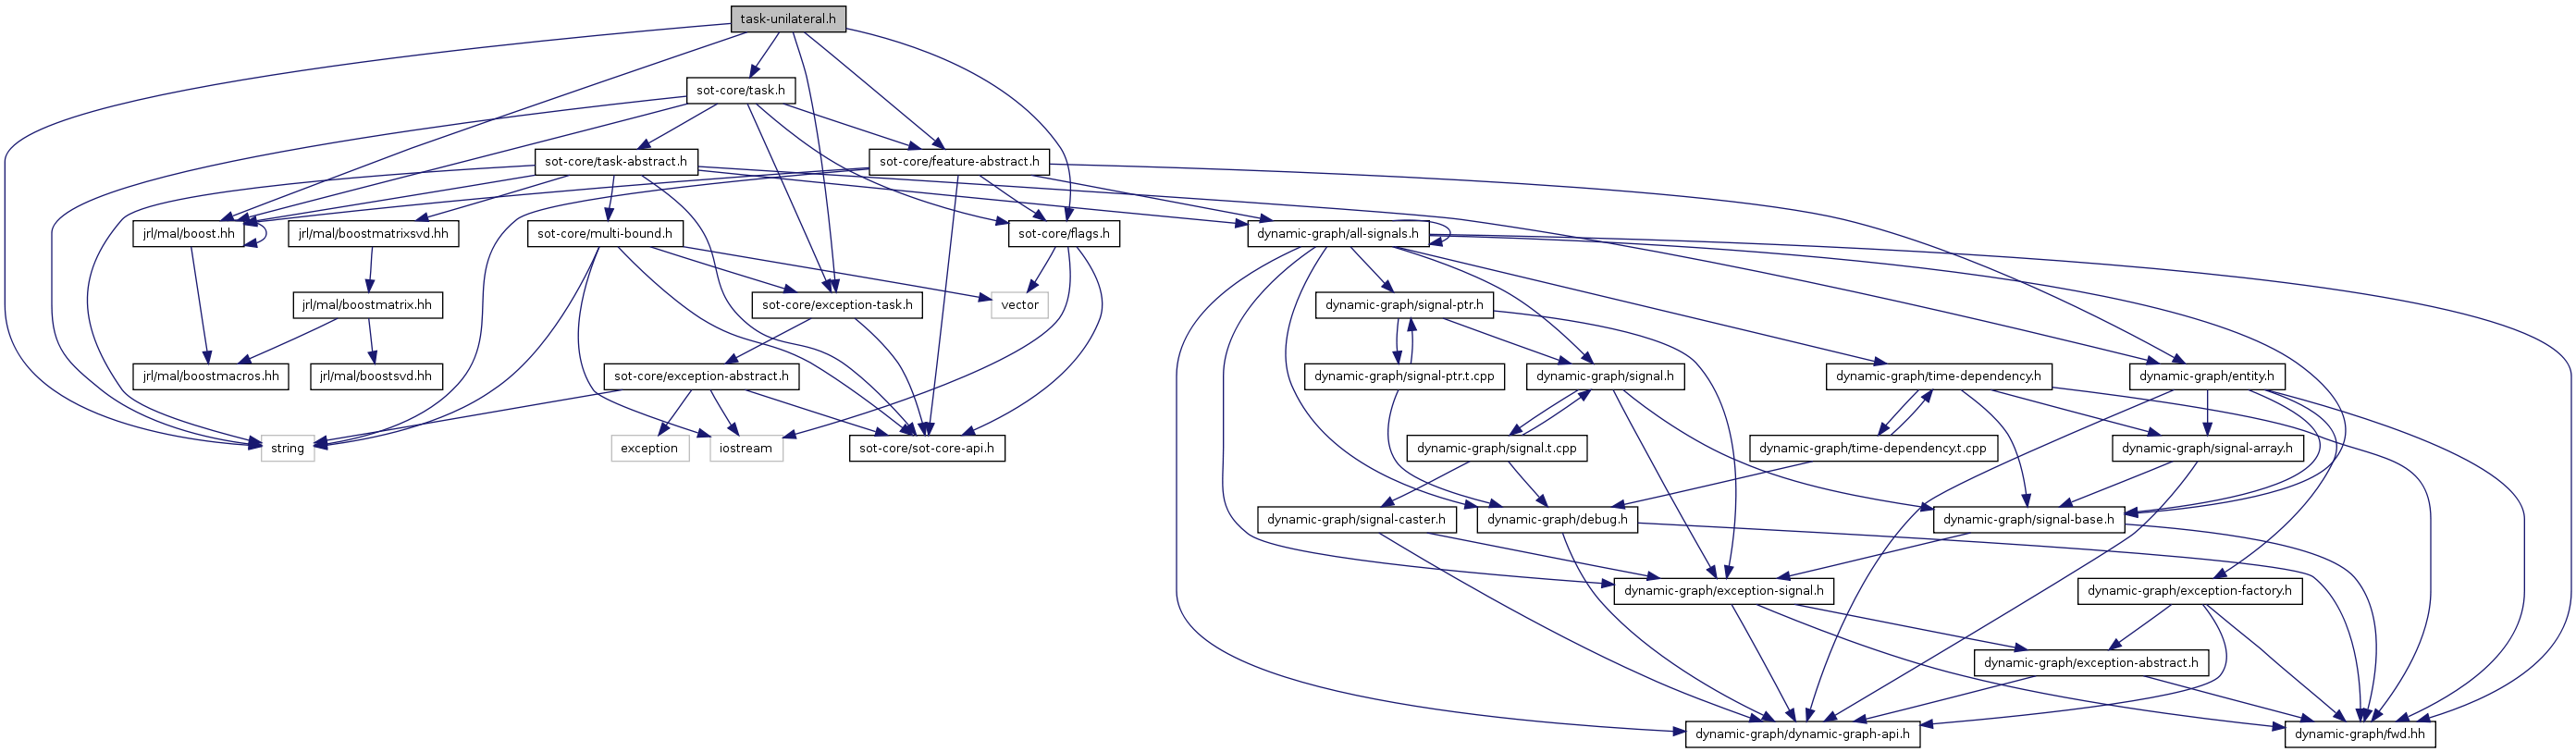 task-unilateral.h
sot-core/task.h
sot-core/task-abstract.h
sot-core/feature-abstract.h
jrl/mal/boost.hh
jrl/mal/boostmatrixsvd.hh
sot-core/multi-bound.h
sot-core/flags.h
dynamic-graph/all-signals.h
jrl/mal/boostmatrix.hh
sot-core/exception-task.h
vector
dynamic-graph/signal-ptr.h
jrl/mal/boostmacros.hh
jrl/mal/boostsvd.hh
sot-core/exception-abstract.h
dynamic-graph/signal-ptr.t.cpp
dynamic-graph/signal.h
dynamic-graph/time-dependency.h
dynamic-graph/entity.h
string
exception
iostream
sot-core/sot-core-api.h
dynamic-graph/signal.t.cpp
dynamic-graph/time-dependency.t.cpp
dynamic-graph/signal-array.h
dynamic-graph/signal-caster.h
dynamic-graph/debug.h
dynamic-graph/signal-base.h
dynamic-graph/exception-signal.h
dynamic-graph/exception-factory.h
dynamic-graph/exception-abstract.h
dynamic-graph/dynamic-graph-api.h
dynamic-graph/fwd.hh